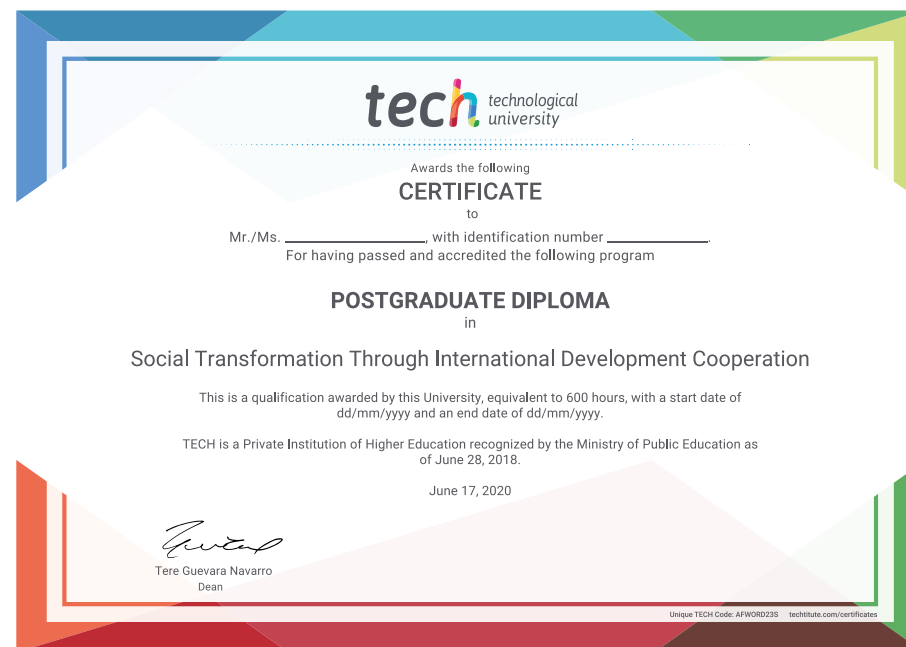 tech technological
university
Awards the following
CERTIFICATE
to
Mr./Ms. ____________________, with identification number ______________.
For having passed and accredited the following program
POSTGRADUATE DIPLOMA
in
Social Transformation Through International Development Cooperation
This is a qualification awarded by this University, equivalent to 600 hours, with a start date of
dd/mm/yyyy and an end date of dd/mm/yyyy.
TECH is a Private Institution of Higher Education recognized by the Ministry of Public Education as
of June 28, 2018.
June 17, 2020
Tere Guevara Navarro
Dean
Unique TECH Code: AFWORD23S techtitute.com/certificates